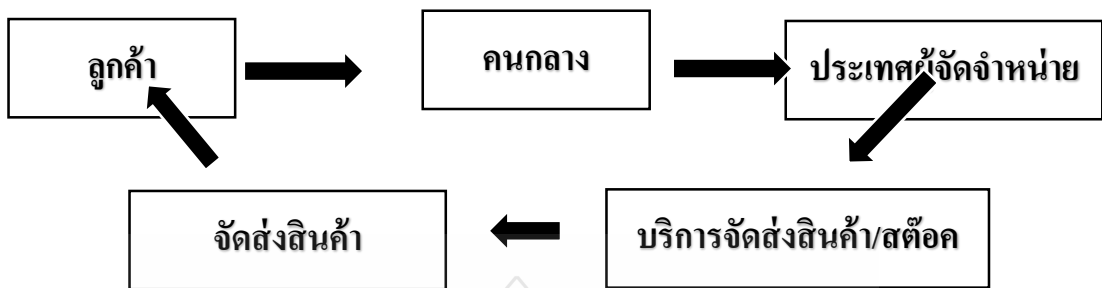 ลูกค้า
คนกลาง
ประเทศผู้จัดจำหน่าย
จัดส่งสินค้า
บริการจัดส่งสินค้า/สต๊อค